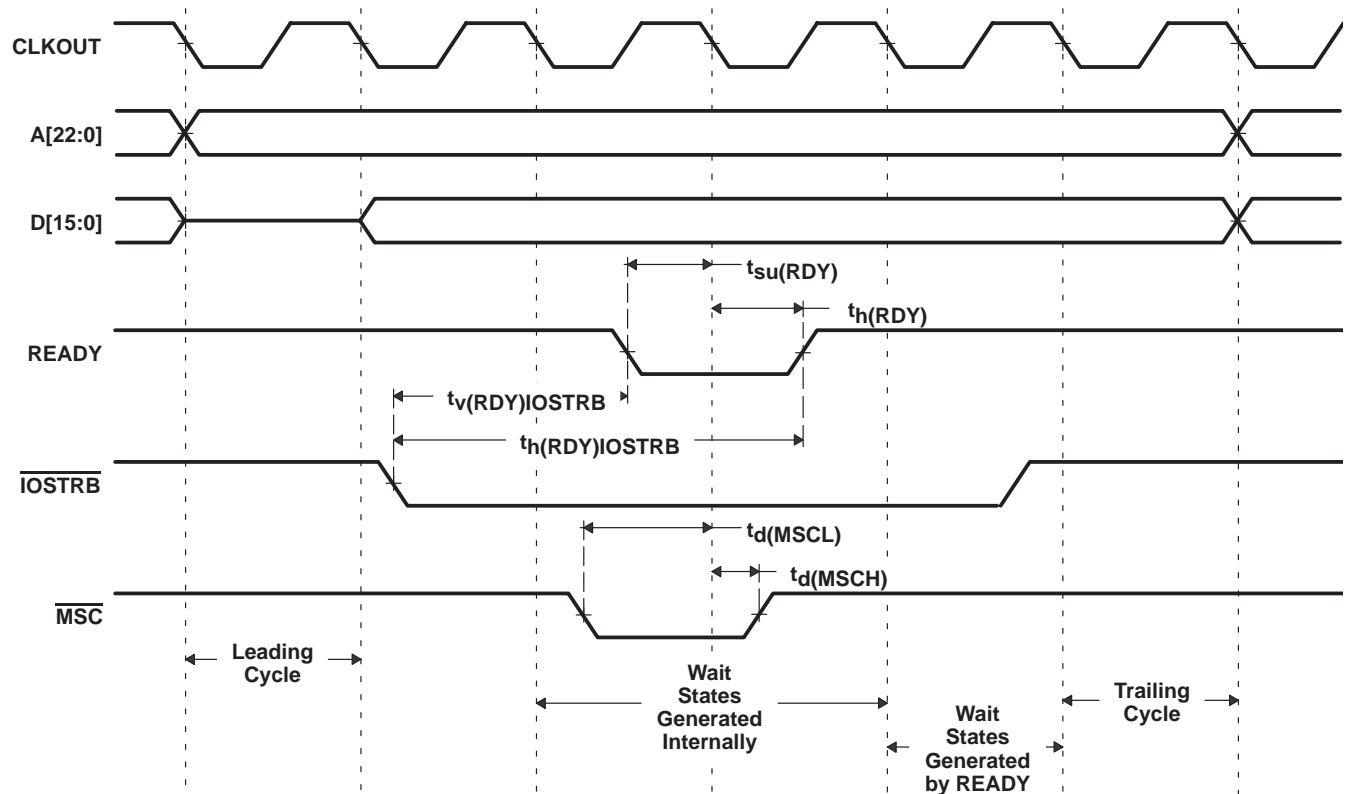 CLKOUT
A[22:0]
D[15:0]
tsu(RDY)
th(RDY)
READY
tv(RDY)IOSTRB
th(RDY)IOSTRB
IOSTRB
td(MSCL)
td(MSCH)
MSC
Leading
Cycle
Wait
States
Generated
Internally
Wait
States
Generated
by READY
Trailing
Cycle